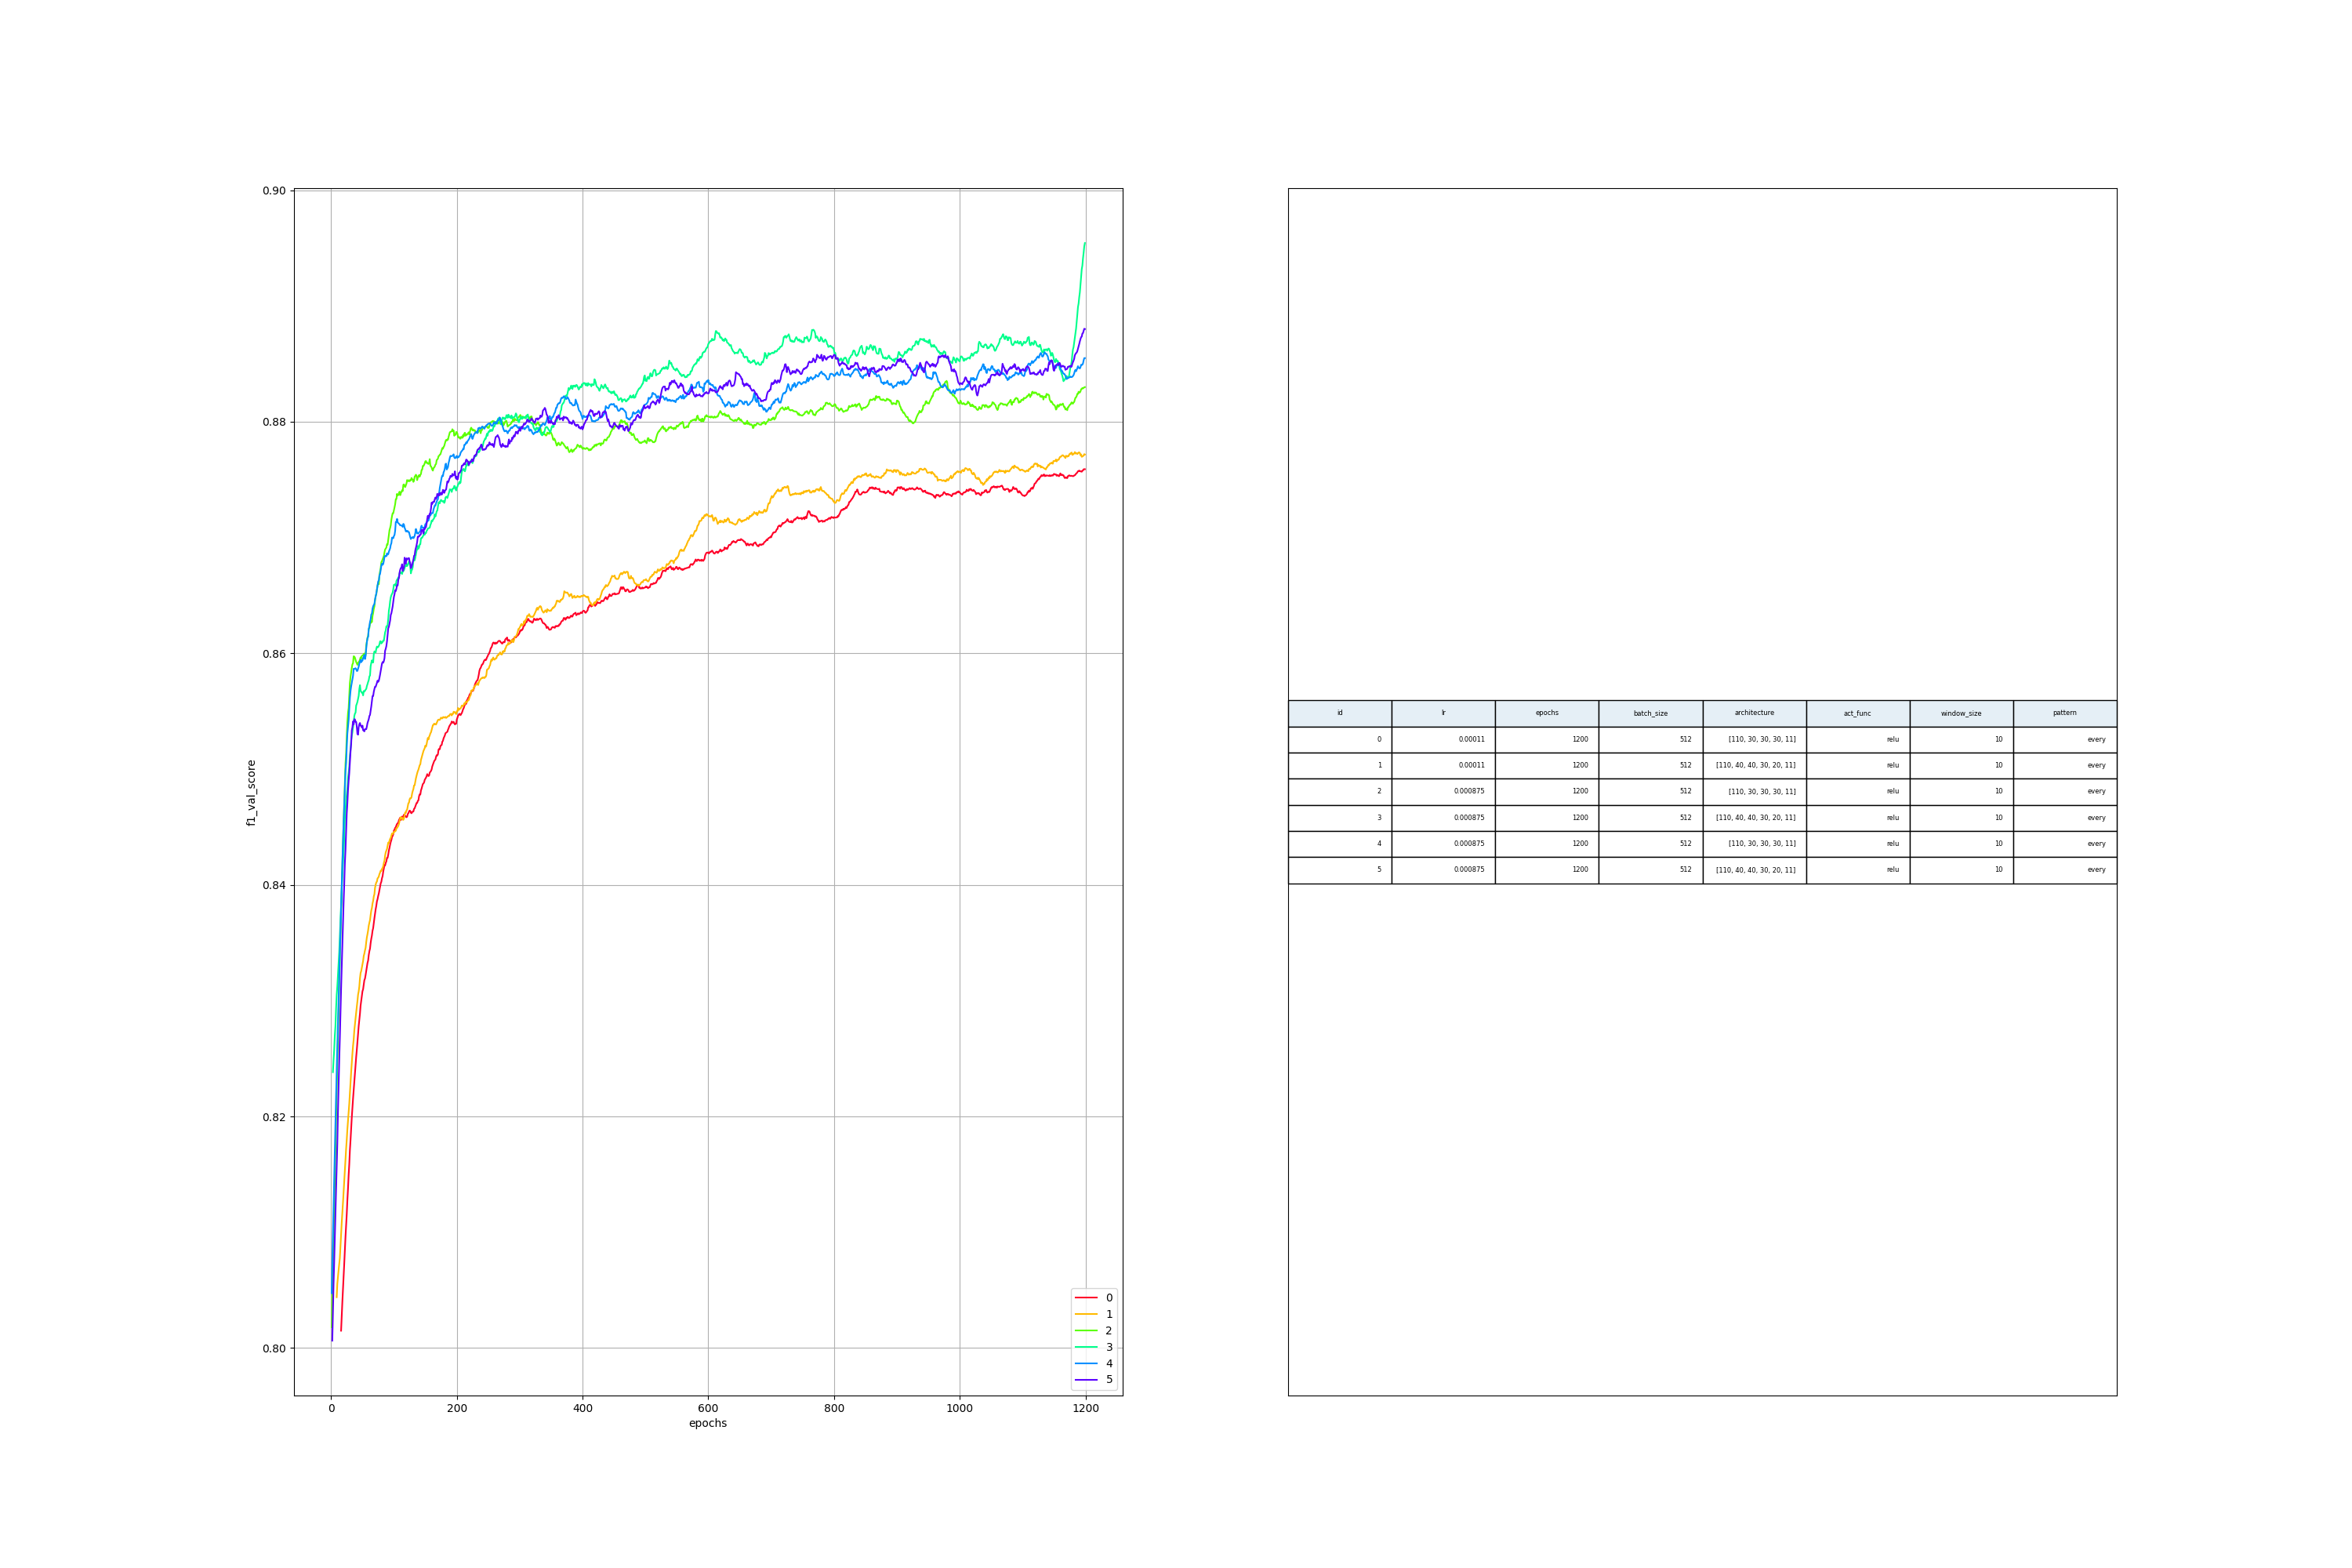 0.90
0.88
0.86
0.84
0.82
0.80
f1_val_score
0 200 400 600 800 1000 1200
epochs
0
1
2
3
4
5
id lr epochs batch_size architecture act_func window_size pattern
0 0.00011 1200 512 [110, 30, 30, 30, 11] relu 10 every
1 0.00011 1200 512 [110, 40, 40, 30, 20, 11] relu 10 every
2 0.000875 1200 512 [110, 30, 30, 30, 11] relu 10 every
3 0.000875 1200 512 [110, 40, 40, 30, 20, 11] relu 10 every
4 0.000875 1200 512 [110, 30, 30, 30, 11] relu 10 every
5 0.000875 1200 512 [110, 40, 40, 30, 20, 11] relu 10 every